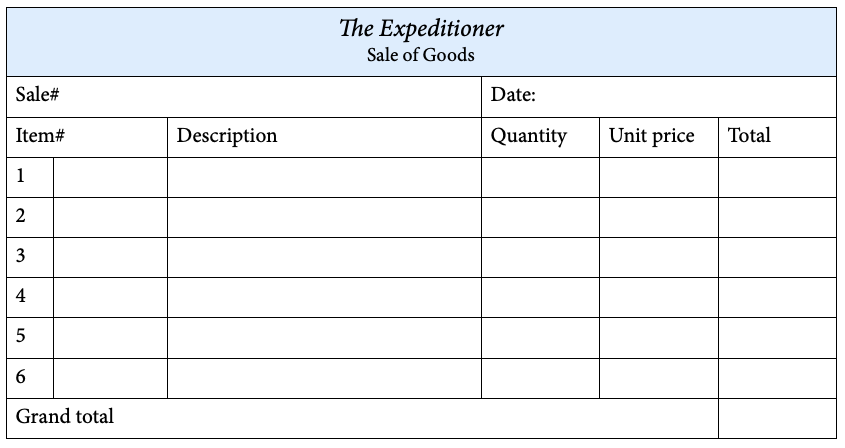 The Expeditioner
Sale of Goods
Sale# Date:
Item# Description Quantity Unit price Total
1
2
3
4
5
6
Grand total